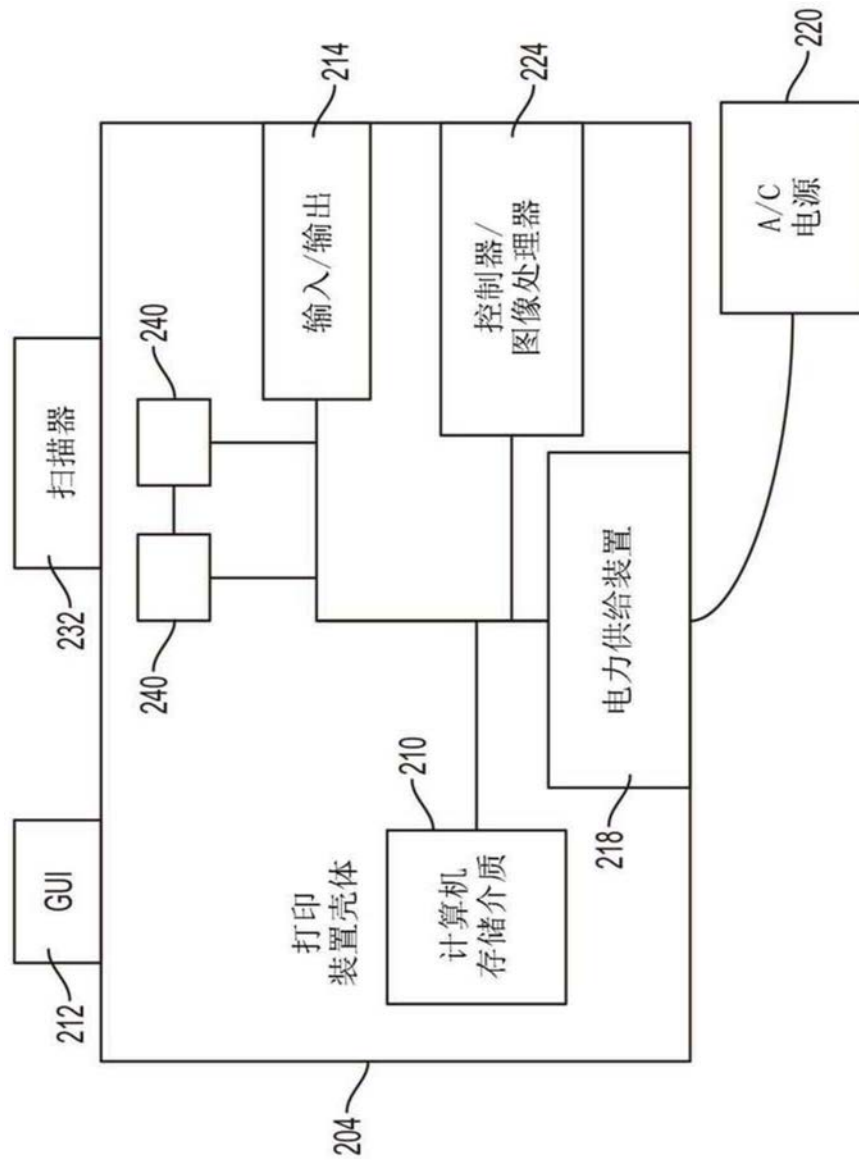 212
GUI
232
扫描器
240
240
204
打印
装置壳体
输入/输出
214
210
计算机
存储介质
控制器/
图像处理器
224
218
电力供给装置
A/C
电源
220